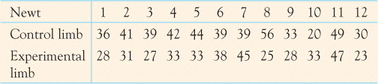 Newt 1 2 3 4 5 6 7 8 9 10 11 12
Control limb 36 41 39 42 44 39 39 56 33 20 49 30
Experimental 28 31 27 33 33 38 45 25 28 33 47 23
limb